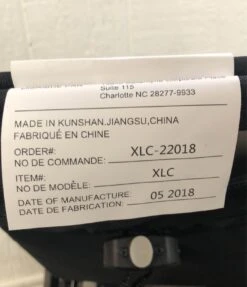 Suite 115
Charlotte NC 28277-9933
MADE IN KUNSHAN.JIANGSU,CHINA
FABRIQUÉ EN CHINE
ORDER#: XLC-22018
NO DE COMMANDE:
ITEM#: XLC
NO DE MODÈLE:
DATE OF MANUFACTURE 05 2018
DATE DE FABRICATION: